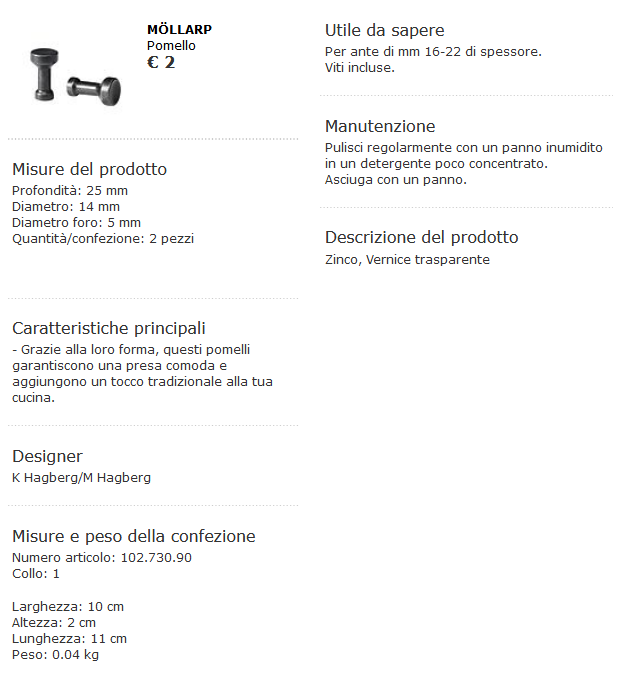 MÖLLARP
Pomello
€ 2
Misure del prodotto
Profondità: 25 mm
Diametro: 14 mm
Diametro foro: 5 mm
Quantità/confezione: 2 pezzi
Caratteristiche principali
- Grazie alla loro forma, questi pomelli
garantiscono una presa comoda e
aggiungono un tocco tradizionale alla tua
cucina.
Designer
K Hagberg/M Hagberg
Misure e peso della confezione
Numero articolo: 102.730.90
Collo: 1
Larghezza: 10 cm
Altezza: 2 cm
Lunghezza: 11 cm
Peso: 0.04 kg
Utile da sapere
Per ante di mm 16-22 di spessore.
Viti incluse.
Manutenzione
Pulisci regolarmente con un panno inumidito
in un detergente poco concentrato.
Asciuga con un panno.
Descrizione del prodotto
Zinco, Vernice trasparente